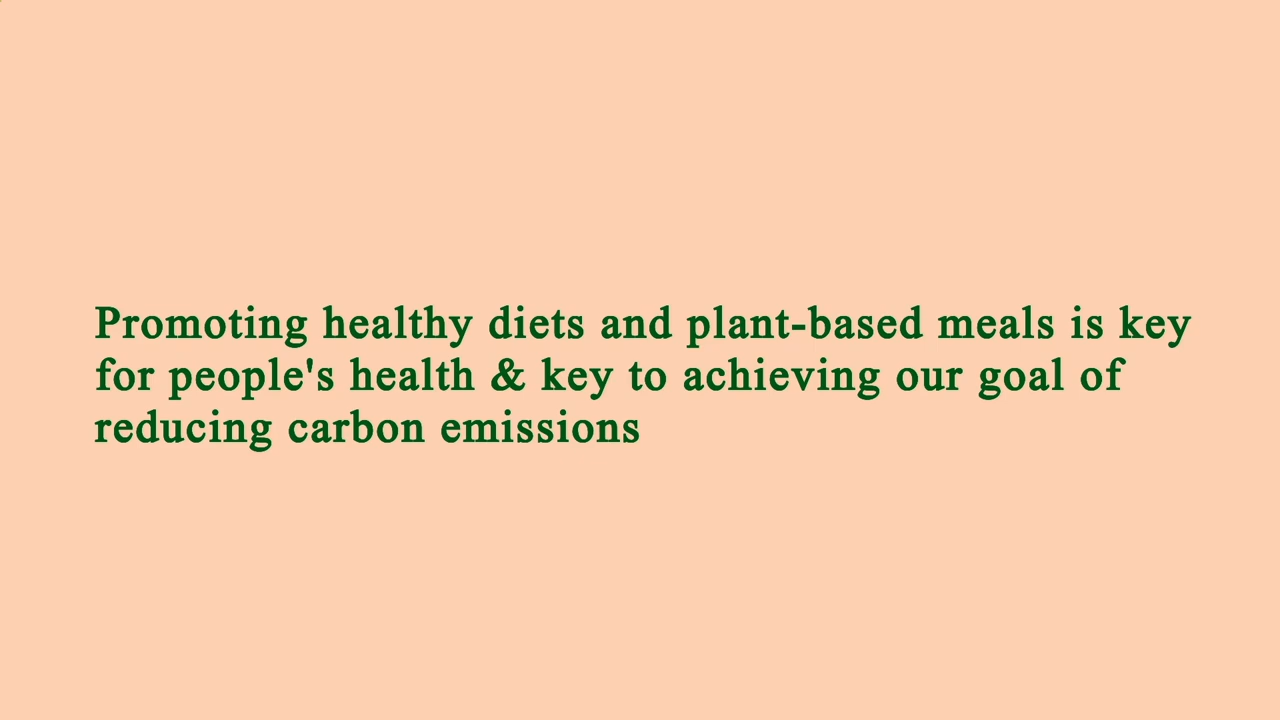 Promoting healthy diets and plant-based meals is key
for people's health & key to achieving our goal of
reducing carbon emissions